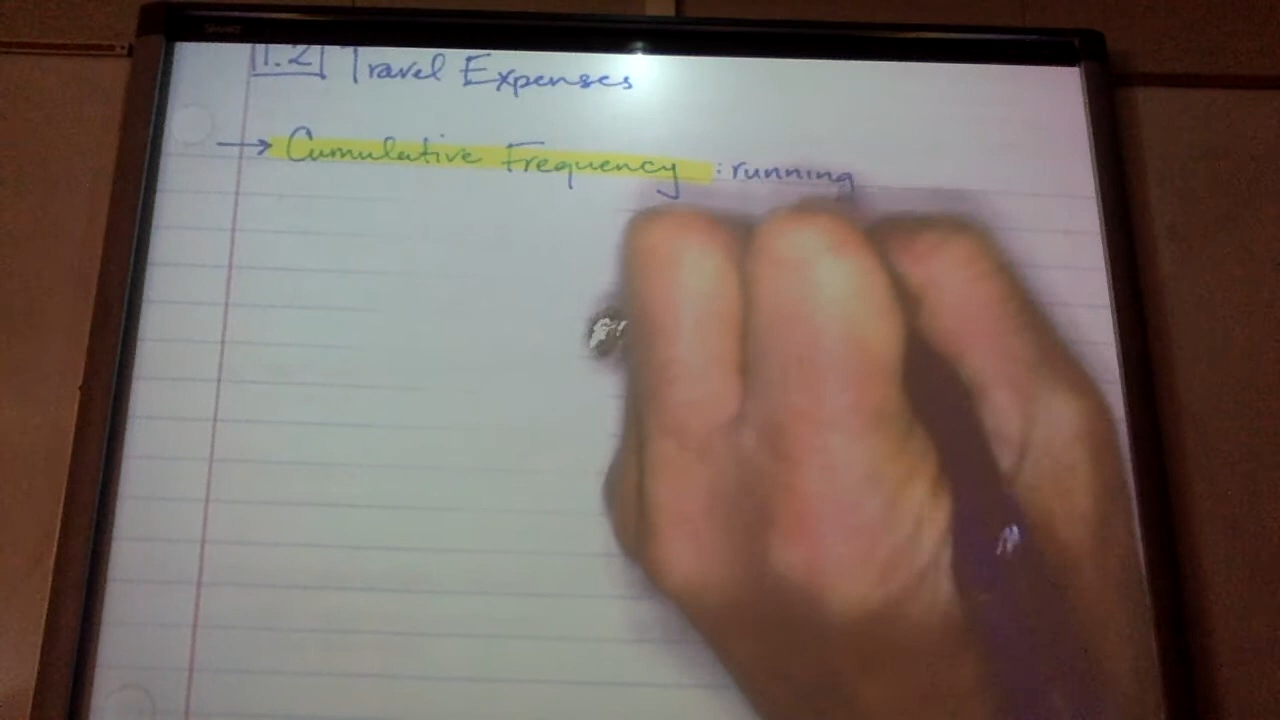 1.2 Travel Expenses
→ Cumulative Frequency : running